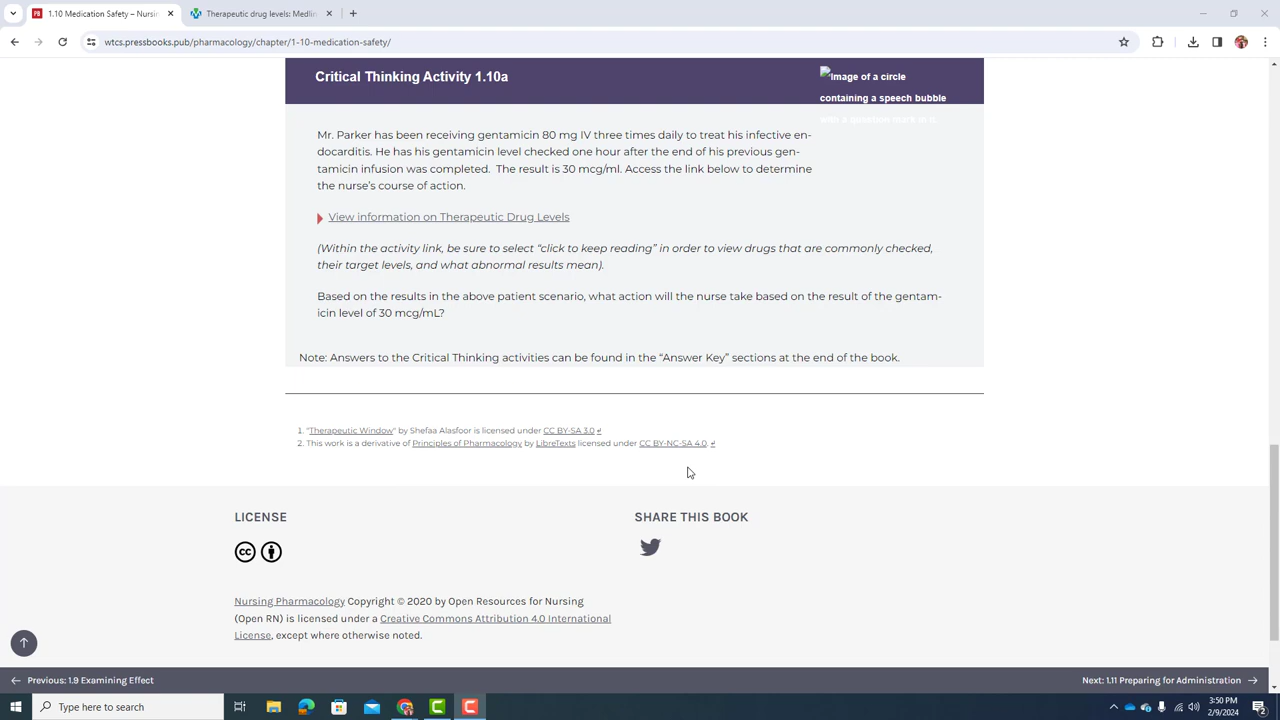 1.10 Medication Safety – Nursin
Therapeutic drug levels: Medlin
wtcs.pressbooks.pub/pharmacology/chapter/1-10-medication-safety/
Critical Thinking Activity 1.10a
Image of a circle
containing a speech bubble
with a question mark in it
Mr. Parker has been receiving gentamicin 80 mg IV three times daily to treat his infective en-
docarditis. He has his gentamicin level checked one hour after the end of his previous gen-
tamicin infusion was completed.  The result is 30 mcg/ml. Access the link below to determine
the nurse’s course of action.
View information on Therapeutic Drug Levels
(Within the activity link, be sure to select “click to keep reading” in order to view drugs that are commonly checked,
their target levels, and what abnormal results mean).
Based on the results in the above patient scenario, what action will the nurse take based on the result of the gentam-
icin level of 30 mcg/mL?
Note: Answers to the Critical Thinking activities can be found in the “Answer Key” sections at the end of the book.
1. "Therapeutic Window" by Shefaa Alasfoor is licensed under CC BY-SA 3.0 ↲
2. This work is a derivative of Principles of Pharmacology by LibreTexts licensed under CC BY-NC-SA 4.0. ↲
LICENSE
SHARE THIS BOOK
Nursing Pharmacology Copyright © 2020 by Open Resources for Nursing
(Open RN) is licensed under a Creative Commons Attribution 4.0 International
License, except where otherwise noted.
Previous: 1.9 Examining Effect
Next: 1.11 Preparing for Administration
Type here to search
3:50 PM
2/9/2024
2